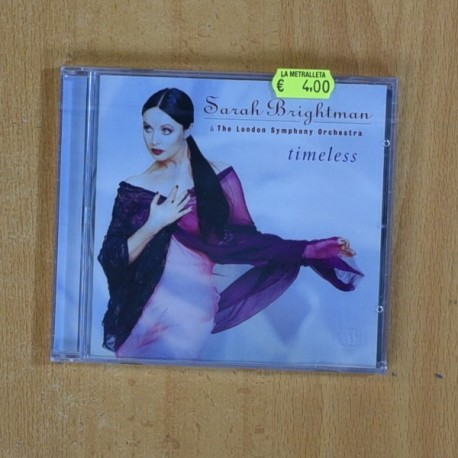 LA METRALLETA
€ 4,00
Sarah Brightman
& The London Symphony Orchestra
timeless